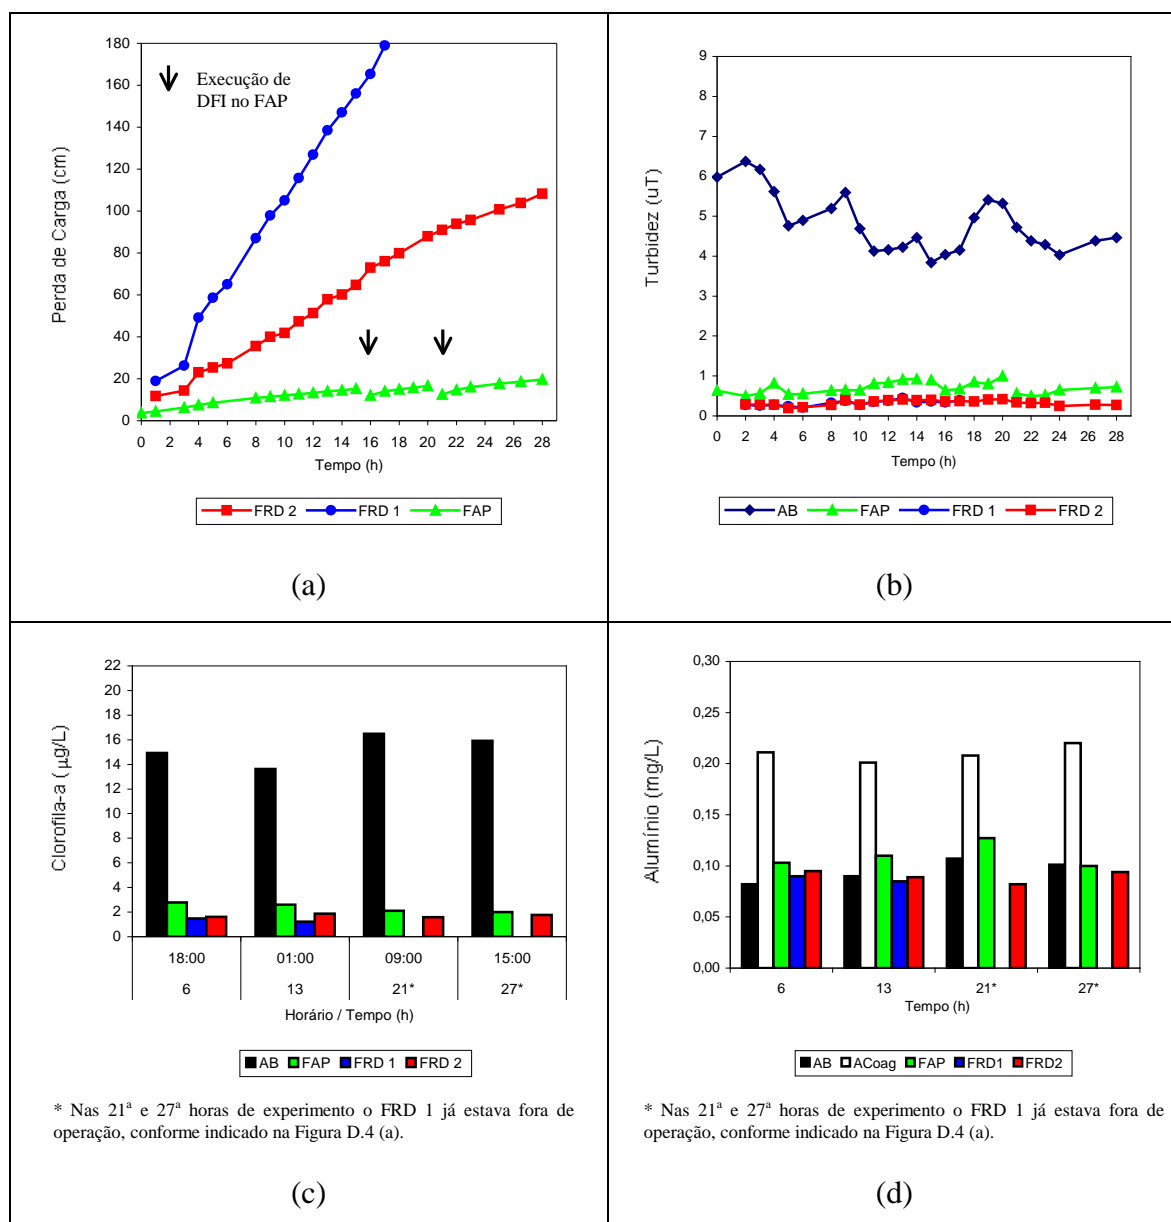 180
160
140
120
100
80
60
40
20
0
Perda de Carga (cm)
Execução de
DFI no FAP
0 2 4 6 8 10 12 14 16 18 20 22 24 26 28
Tempo (h)
FRD 2 FRD 1 FAP
(a)
9
8
7
6
5
4
3
2
1
0
Turbidez (uT)
0 2 4 6 8 10 12 14 16 18 20 22 24 26 28
Tempo (h)
AB FAP FRD 1 FRD 2
(b)
22
20
18
16
14
12
10
8
6
4
2
0
Clorofila-a (µg/L)
18:00 01:00 09:00 15:00
6 13 21* 27*
Horário / Tempo (h)
AB FAP FRD 1 FRD 2
* Nas 21ª e 27ª horas de experimento o FRD 1 já estava fora de
operação, conforme indicado na Figura D.4 (a).
(c)
0,30
0,25
0,20
0,15
0,10
0,05
0,00
Alumínio (mg/L)
6 13 21* 27*
Tempo (h)
AB ACoag FAP FRD1 FRD2
* Nas 21ª e 27ª horas de experimento o FRD 1 já estava fora de
operação, conforme indicado na Figura D.4 (a).
(d)